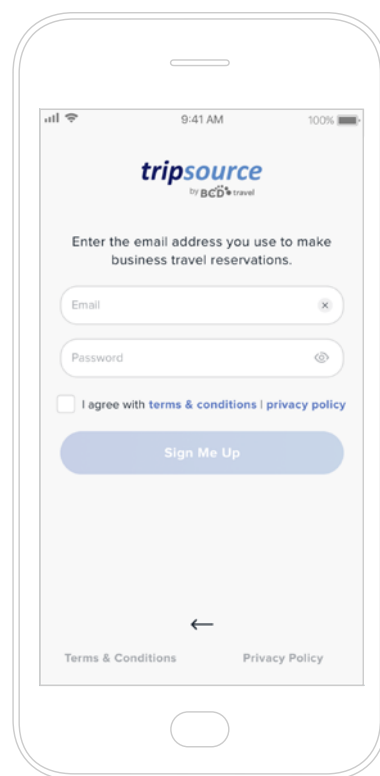 9:41 AM 100%
tripsource
by BCD travel
Enter the email address you use to make
business travel reservations.
Email
Password
I agree with terms & conditions | privacy policy
Sign Me Up
Terms & Conditions Privacy Policy